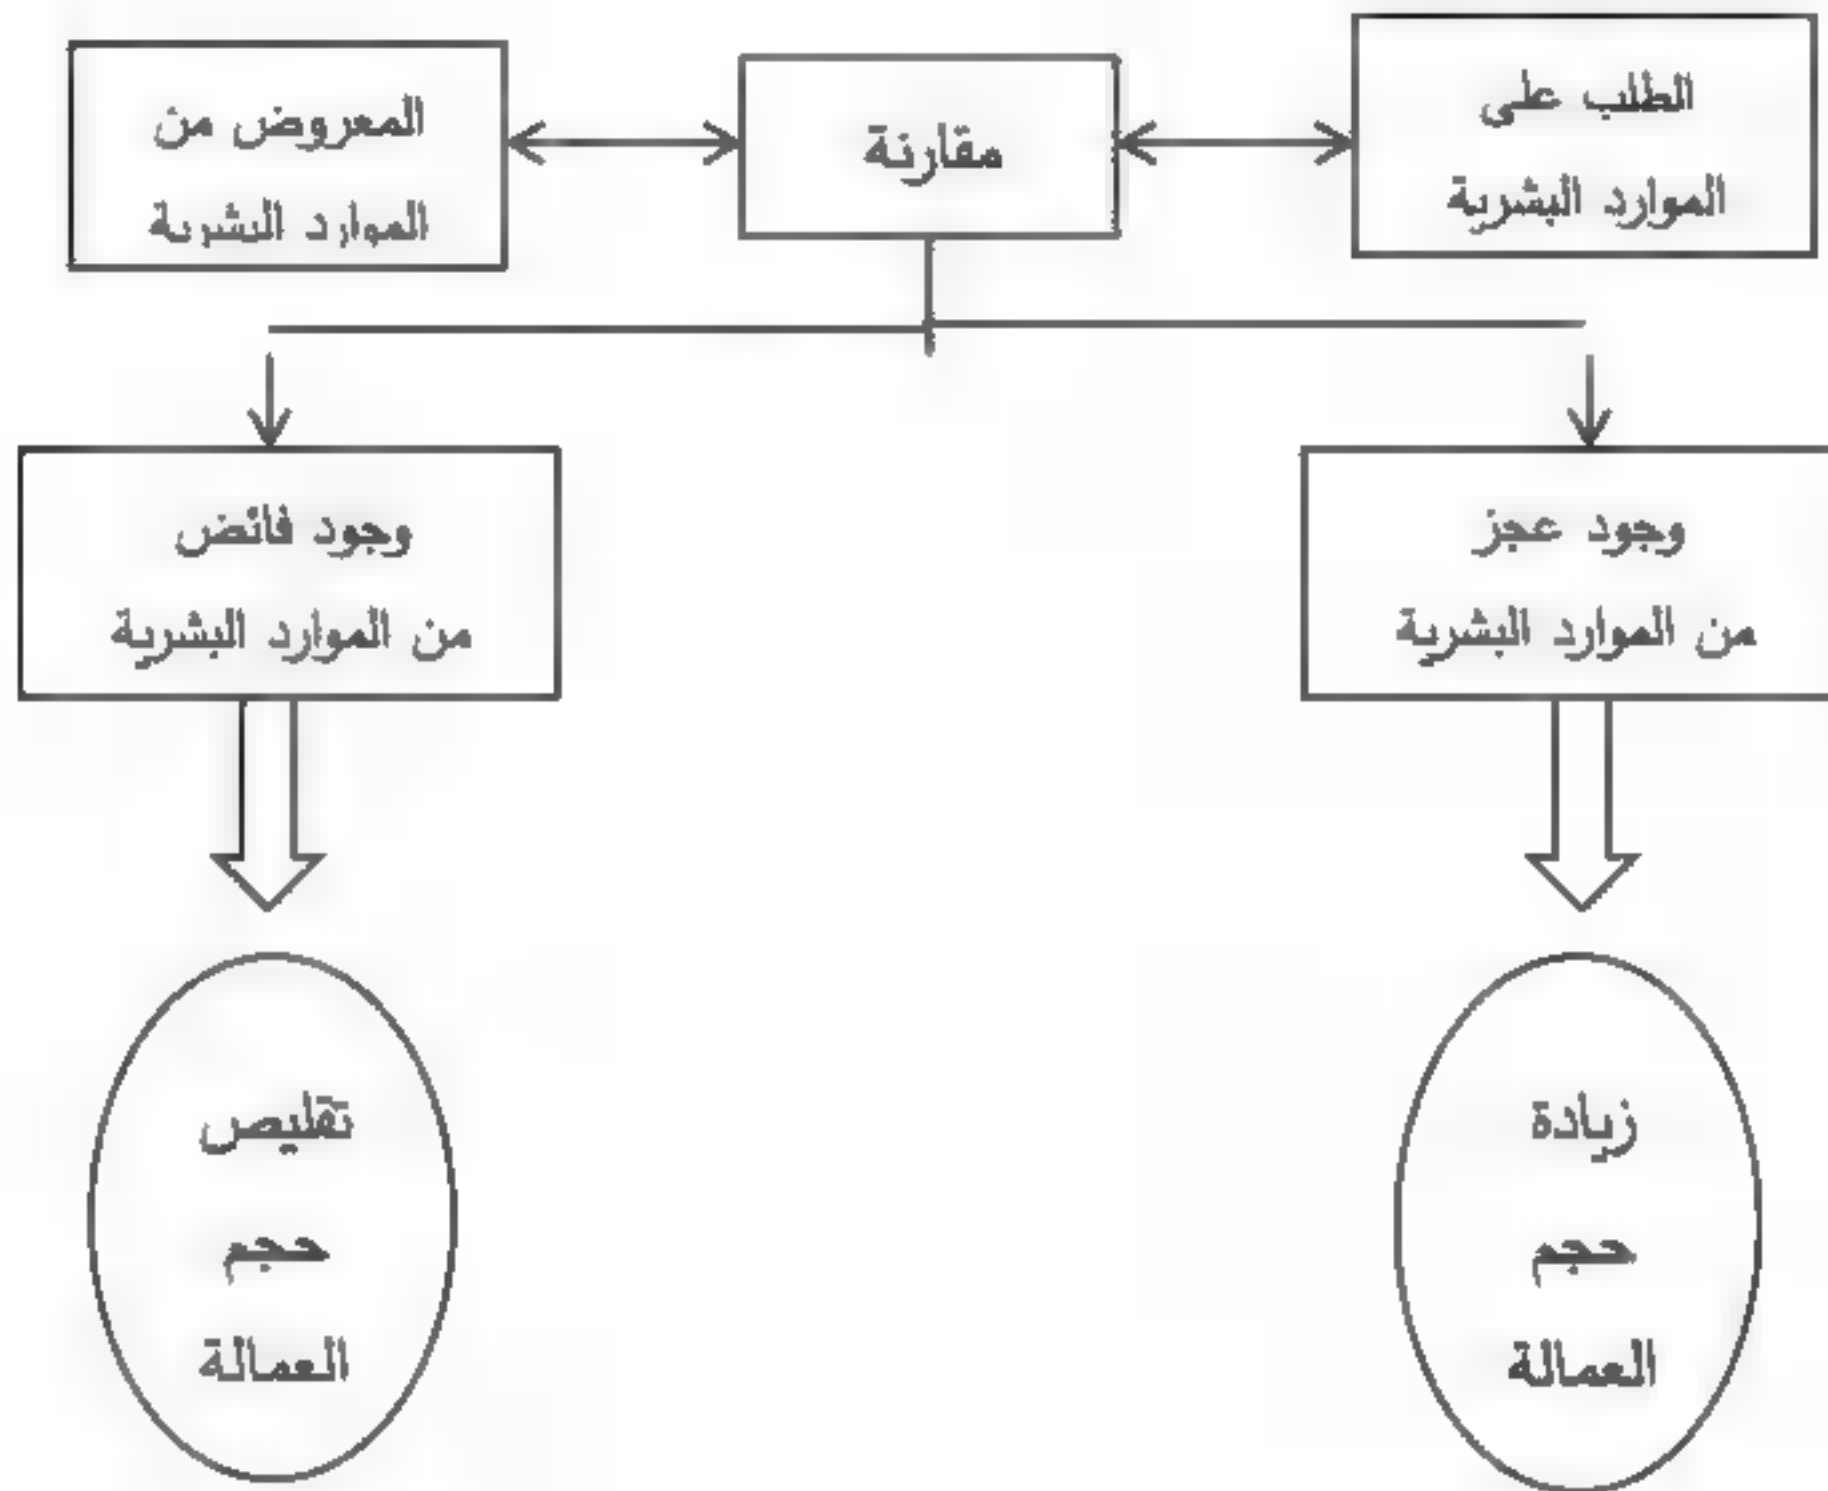 الطلب على
الموارد البشرية
مقارنة
المعروض من
الموارد البشرية
وجود عجز
من الموارد البشرية
وجود فائض
من الموارد البشرية
زيادة
حجم
العمالة
تقليص
حجم
العمالة